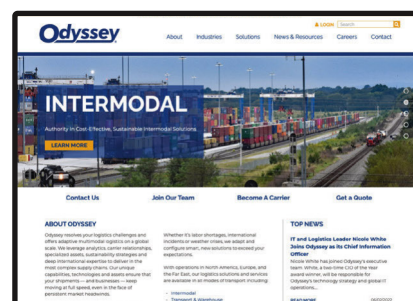 LOGIN Search
Odyssey
About Industries Solutions News & Resources Careers Contact
INTERMODAL
Authority in Cost-Effective, Sustainable Intermodal Solutions
LEARN MORE
Contact Us Join Our Team Become A Carrier Get a Quote
ABOUT ODYSSEY
Odyssey resolves your logistics challenges and
offers adaptive multimodal logistics on a global
scale. We leverage analytics, carrier relationships,
specialized assets, sustainability strategies and
deep international expertise to deliver in the
most complex supply chains. Our unique
capabilities, technologies and assets ensure that
your shipments — and businesses — keep
moving at full speed, even in the face of
persistent market headwinds.
Whether it's labor shortages, international
incidents or weather crises, we adapt and
configure smart, new solutions to exceed your
expectations.
With operations in North America, Europe, and
the Far East, our logistics solutions and services
are available in all modes of transport including:
– Intermodal
– Transport & Warehouse
TOP NEWS
IT and Logistics Leader Nicole White
Joins Odyssey as its Chief Information
Officer
Nicole White has joined Odyssey's executive
team. White, a two-time CIO of the Year
award winner, will be responsible for
Odyssey's technology strategy and global IT
operations...
READ MORE